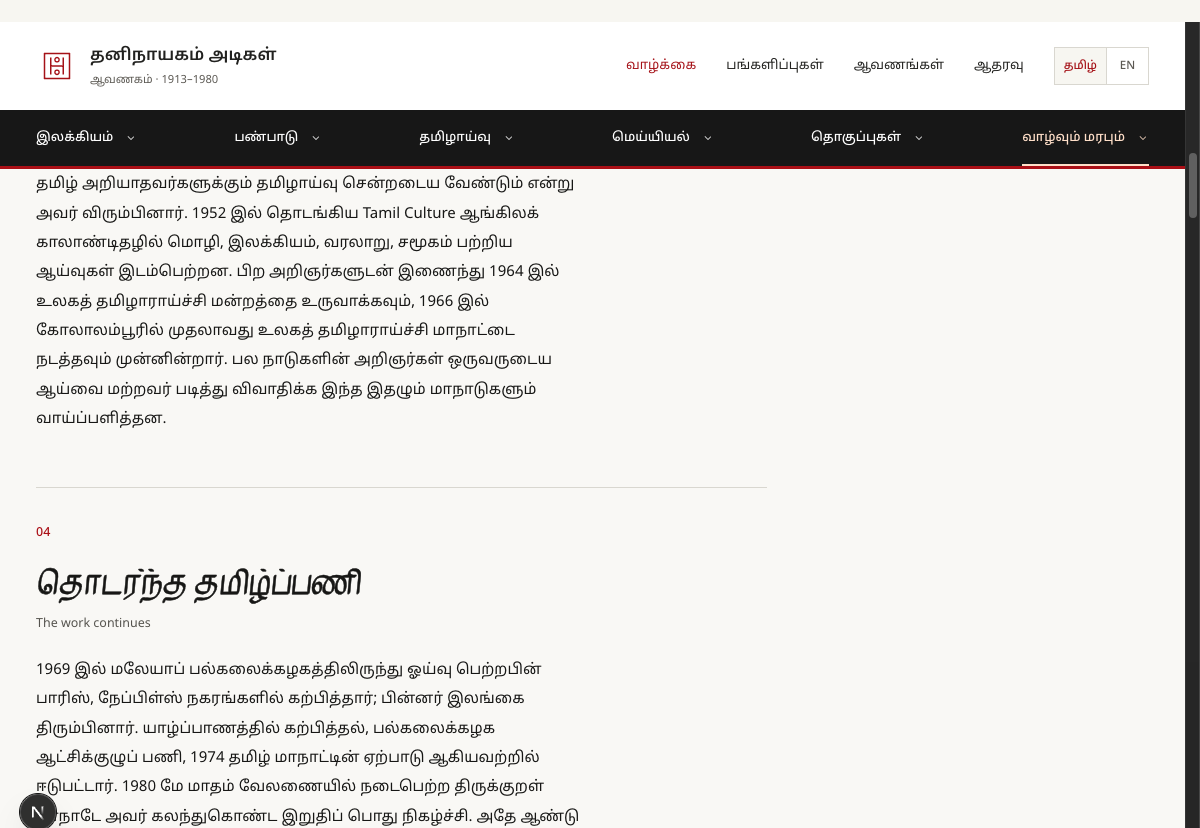 தனிநாயகம் அடிகள்
ஆவணகம் · 1913–1980
வாழ்க்கை பங்களிப்புகள் ஆவணங்கள் ஆதரவு தமிழ் EN
இலக்கியம் பண்பாடு தமிழாய்வு மெய்யியல் தொகுப்புகள் வாழ்வும் மரபும்
தமிழ் அறியாதவர்களுக்கும் தமிழாய்வு சென்றடைய வேண்டும் என்று
அவர் விரும்பினார். 1952 இல் தொடங்கிய Tamil Culture ஆங்கிலக்
காலாண்டிதழில் மொழி, இலக்கியம், வரலாறு, சமூகம் பற்றிய
ஆய்வுகள் இடம்பெற்றன. பிற அறிஞர்களுடன் இணைந்து 1964 இல்
உலகத் தமிழாராய்ச்சி மன்றத்தை உருவாக்கவும், 1966 இல்
கோலாலம்பூரில் முதலாவது உலகத் தமிழாராய்ச்சி மாநாட்டை
நடத்தவும் முன்னின்றார். பல நாடுகளின் அறிஞர்கள் ஒருவருடைய
ஆய்வை மற்றவர் படித்து விவாதிக்க இந்த இதழும் மாநாடுகளும்
வாய்ப்பளித்தன.
04
தொடர்ந்த தமிழ்ப்பணி
The work continues
1969 இல் மலேயாப் பல்கலைக்கழகத்திலிருந்து ஓய்வு பெற்றபின்
பாரிஸ், நேப்பிள்ஸ் நகரங்களில் கற்பித்தார்; பின்னர் இலங்கை
திரும்பினார். யாழ்ப்பாணத்தில் கற்பித்தல், பல்கலைக்கழக
ஆட்சிக்குழுப் பணி, 1974 தமிழ் மாநாட்டின் ஏற்பாடு ஆகியவற்றில்
ஈடுபட்டார். 1980 மே மாதம் வேலணையில் நடைபெற்ற திருக்குறள்
அவர் கலந்துகொண்ட இறுதிப் பொது நிகழ்ச்சி. அதே ஆண்டு